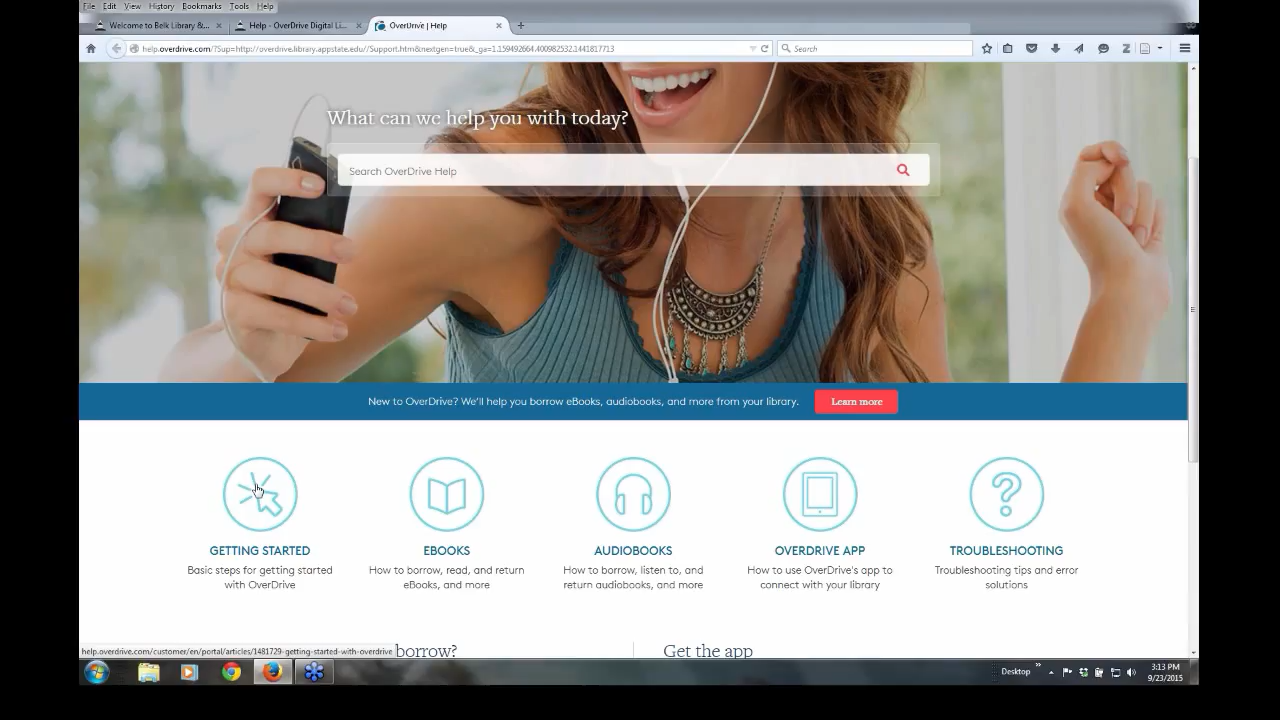 File Edit View History Bookmarks Tools Help
Welcome to Belk Library &...
Help - OverDrive Digital Li...
OverDrive | Help
help.overdrive.com/?Sup=http://overdrive.library.appstate.edu//Support.htm&nextgen=true&_ga=1.159492664.400982532.1441817713
Search
What can we help you with today?
Search OverDrive Help
New to OverDrive? We'll help you borrow eBooks, audiobooks, and more from your library.
Learn more
GETTING STARTED
Basic steps for getting started
with OverDrive
EBOOKS
How to borrow, read, and return
eBooks, and more
AUDIOBOOKS
How to borrow, listen to, and
return audiobooks, and more
OVERDRIVE APP
How to use OverDrive's app to
connect with your library
TROUBLESHOOTING
Troubleshooting tips and error
solutions
help.overdrive.com/customer/en/portal/articles/1481729-getting-started-with-overdrive
borrow?
Get the app
Desktop
3:13 PM
9/23/2015